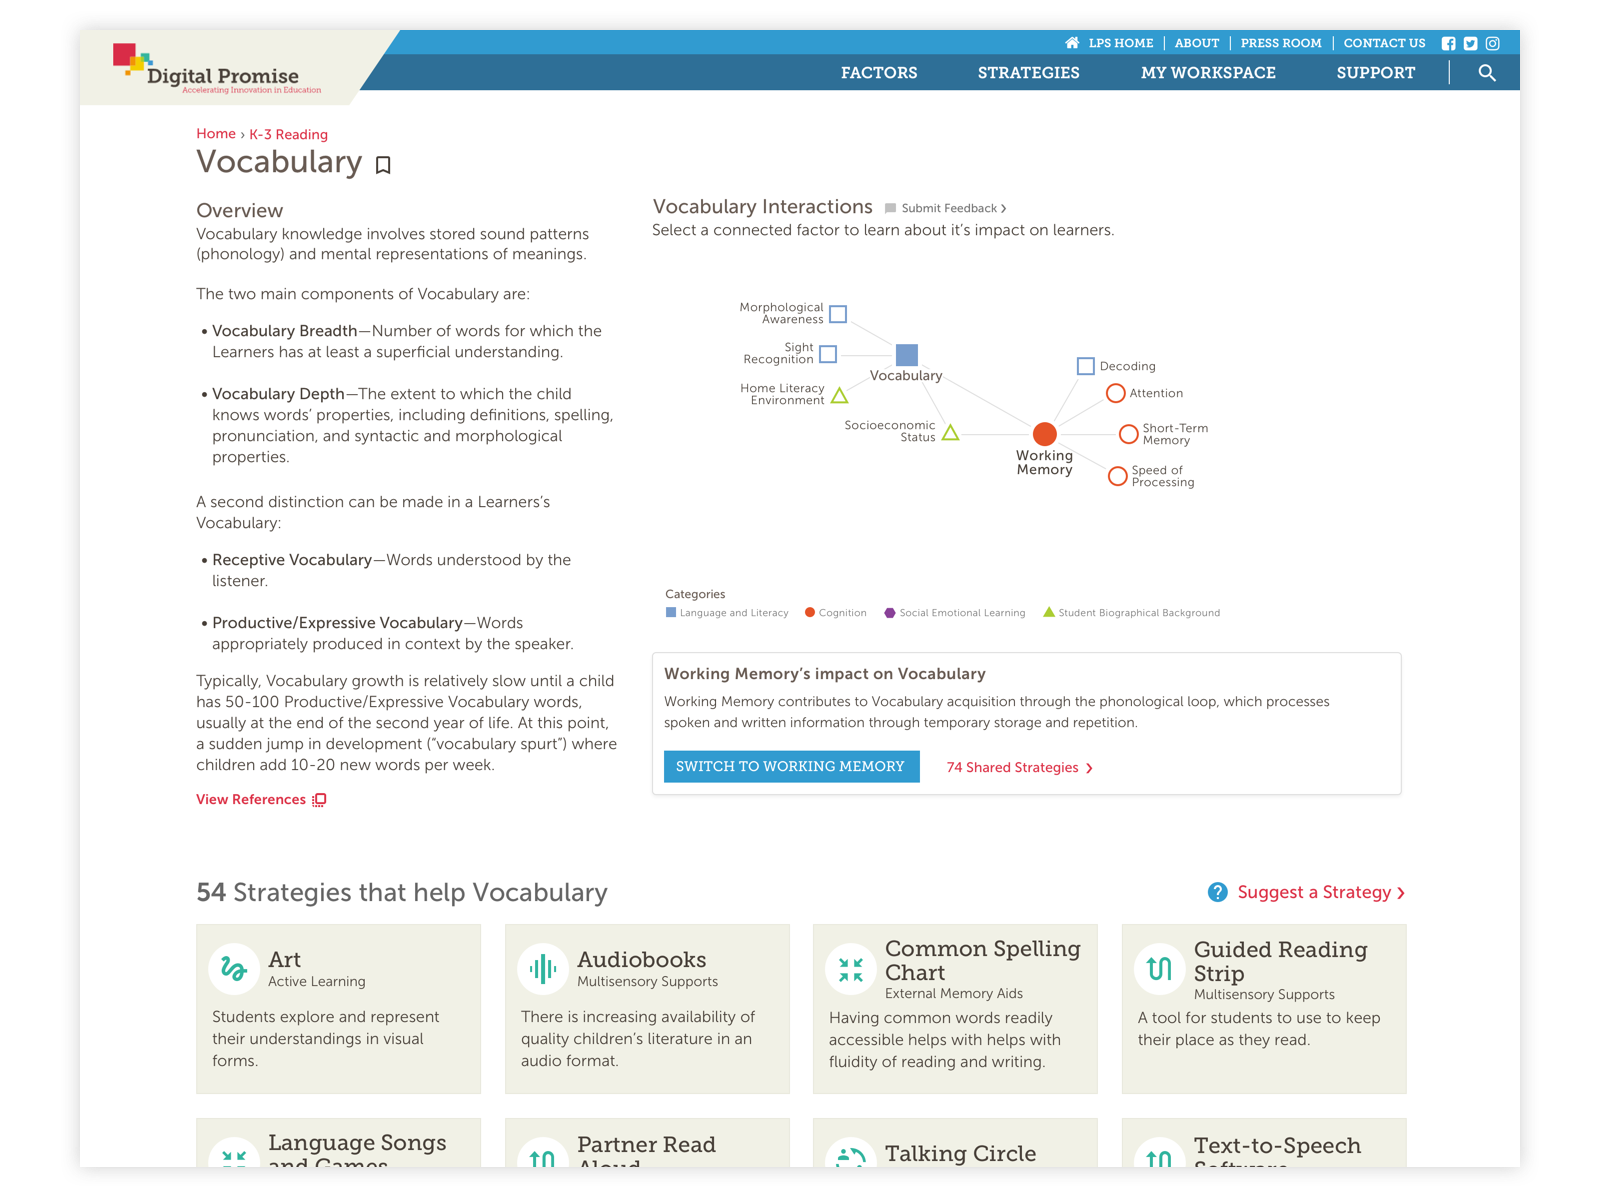 LPS HOME | ABOUT | PRESS ROOM | CONTACT US
Digital Promise
Accelerating Innovation in Education
FACTORS STRATEGIES MY WORKSPACE SUPPORT
Home › K-3 Reading
Vocabulary
Overview
Vocabulary knowledge involves stored sound patterns
(phonology) and mental representations of meanings.
The two main components of Vocabulary are:
• Vocabulary Breadth—Number of words for which the
Learners has at least a superficial understanding.
• Vocabulary Depth—The extent to which the child
knows words’ properties, including definitions, spelling,
pronunciation, and syntactic and morphological
properties.
A second distinction can be made in a Learners’s
Vocabulary:
• Receptive Vocabulary—Words understood by the
listener.
• Productive/Expressive Vocabulary—Words
appropriately produced in context by the speaker.
Typically, Vocabulary growth is relatively slow until a child
has 50-100 Productive/Expressive Vocabulary words,
usually at the end of the second year of life. At this point,
a sudden jump in development (“vocabulary spurt”) where
children add 10-20 new words per week.
View References
Vocabulary Interactions Submit Feedback ›
Select a connected factor to learn about it’s impact on learners.
Morphological
Awareness
Sight
Recognition
Vocabulary
Home Literacy
Environment
Socioeconomic
Status
Working
Memory
Decoding
Attention
Short-Term
Memory
Speed of
Processing
Categories
Language and Literacy Cognition Social Emotional Learning Student Biographical Background
Working Memory’s impact on Vocabulary
Working Memory contributes to Vocabulary acquisition through the phonological loop, which processes
spoken and written information through temporary storage and repetition.
SWITCH TO WORKING MEMORY 74 Shared Strategies ›
54 Strategies that help Vocabulary
? Suggest a Strategy ›
Art
Active Learning
Students explore and represent
their understandings in visual
forms.
Audiobooks
Multisensory Supports
There is increasing availability of
quality children’s literature in an
audio format.
Common Spelling
Chart
External Memory Aids
Having common words readily
accessible helps with helps with
fluidity of reading and writing.
Guided Reading
Strip
Multisensory Supports
A tool for students to use to keep
their place as they read.
Language Songs
and Games
Partner Read
Aloud
Talking Circle
Text-to-Speech
Software